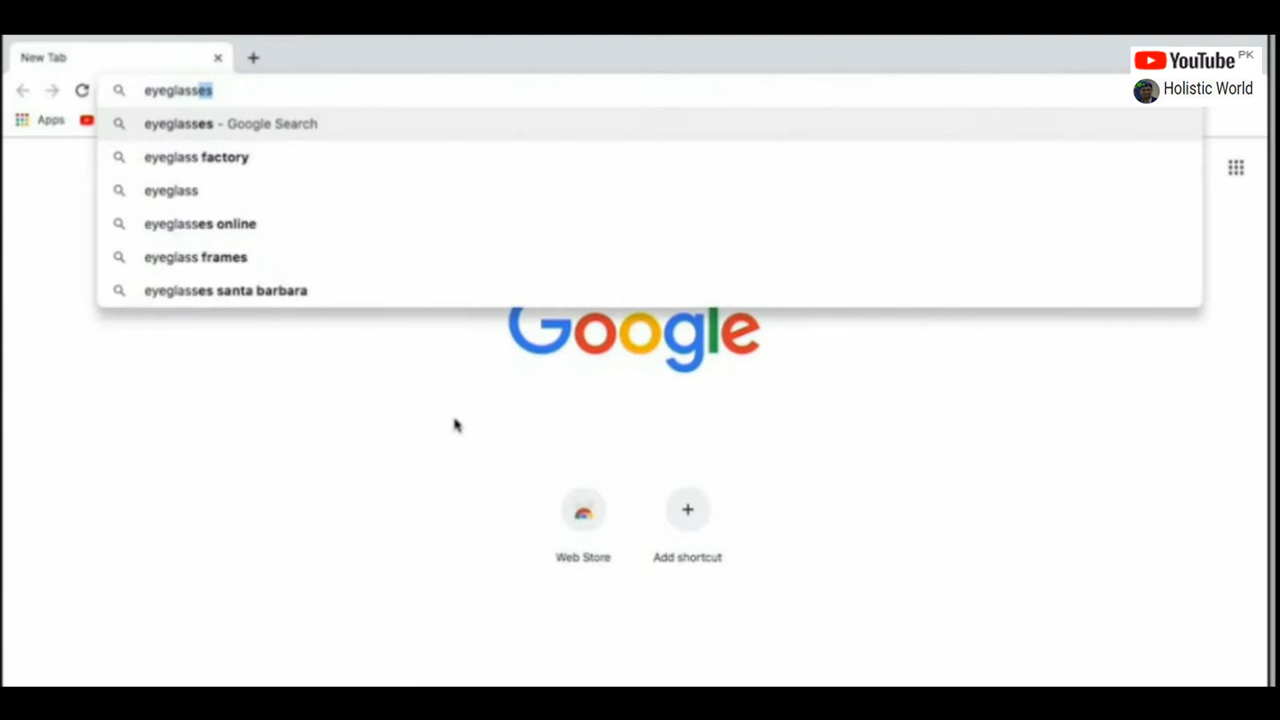 New Tab
YouTube PK
Holistic World
eyeglasses
Apps
eyeglasses - Google Search
eyeglass factory
eyeglass
eyeglasses online
eyeglass frames
eyeglasses santa barbara
Google
Web Store
Add shortcut